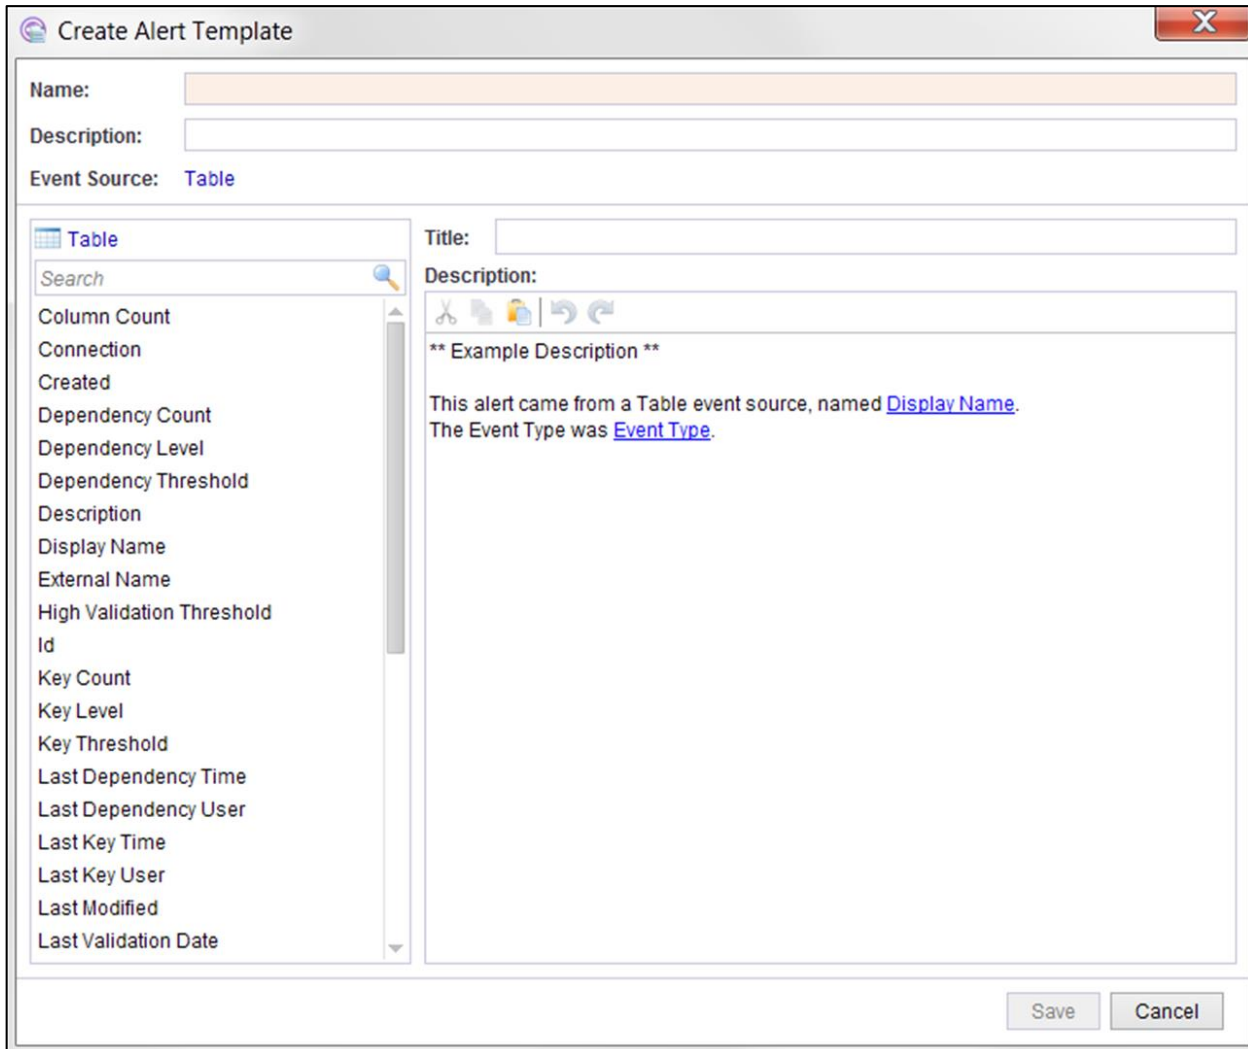 Create Alert Template
X
Name:
Description:
Event Source: Table
Table
Search
Column Count
Connection
Created
Dependency Count
Dependency Level
Dependency Threshold
Description
Display Name
External Name
High Validation Threshold
Id
Key Count
Key Level
Key Threshold
Last Dependency Time
Last Dependency User
Last Key Time
Last Key User
Last Modified
Last Validation Date
Title:
Description:
** Example Description **
This alert came from a Table event source, named Display Name.
The Event Type was Event Type.
Save Cancel